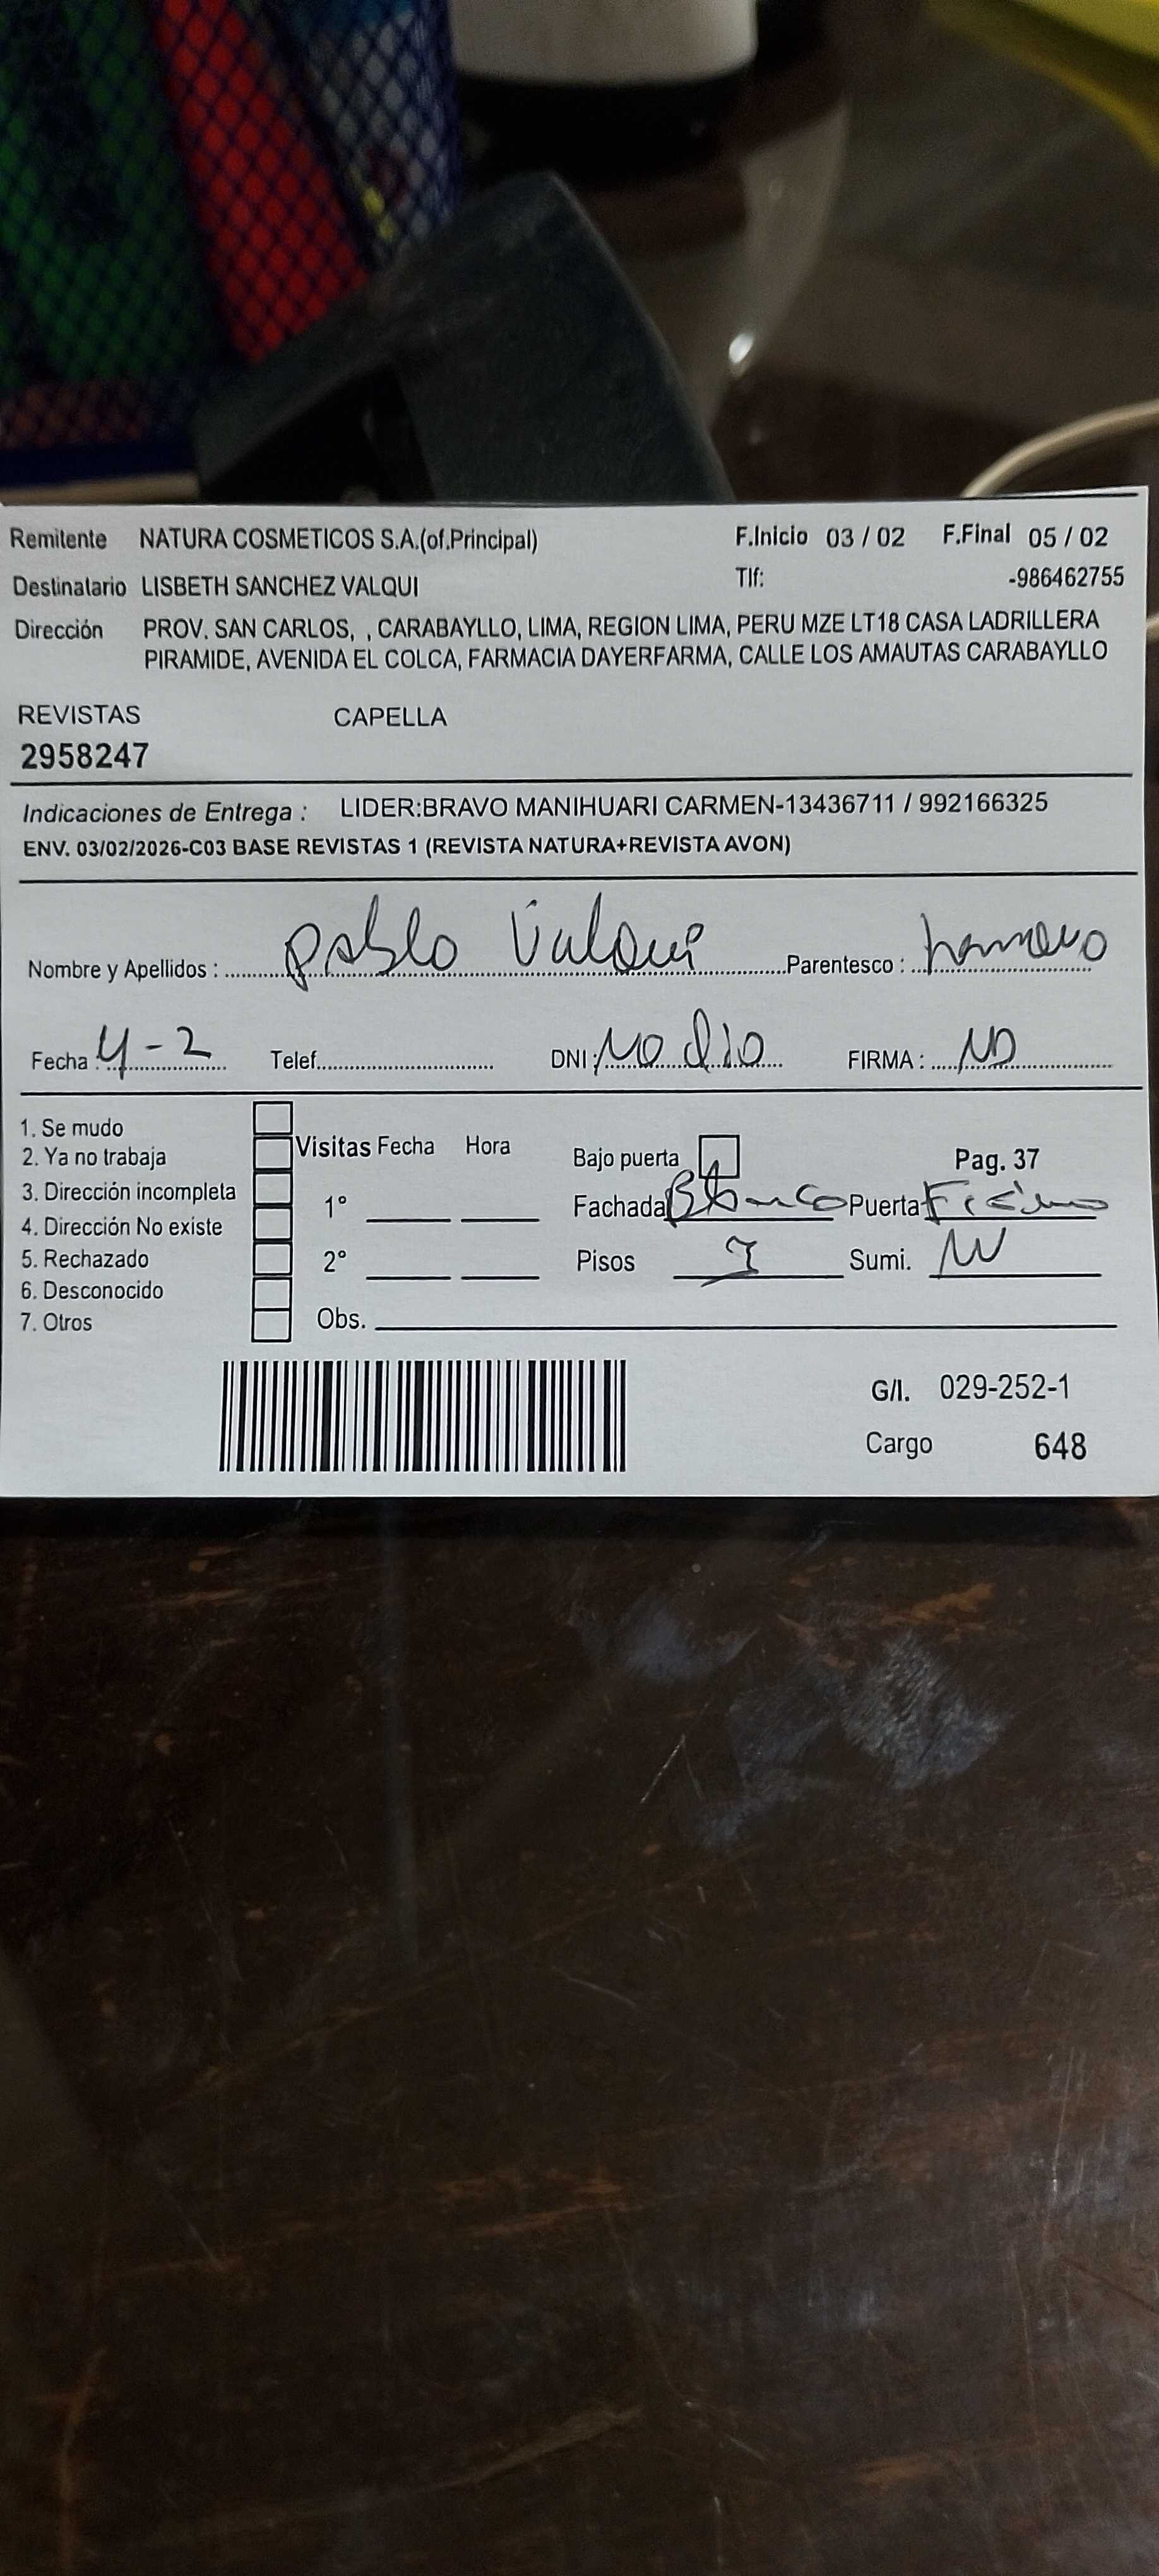 Remitente NATURA COSMETICOS S.A.(of.Principal) F.Inicio 03 / 02 F.Final 05 / 02
Destinatario LISBETH SANCHEZ VALQUI Tlf: -986462755
Dirección PROV. SAN CARLOS, , CARABAYLLO, LIMA, REGION LIMA, PERU MZE LT18 CASA LADRILLERA
PIRAMIDE, AVENIDA EL COLCA, FARMACIA DAYERFARMA, CALLE LOS AMAUTAS CARABAYLLO
REVISTAS CAPELLA
2958247
Indicaciones de Entrega : LIDER:BRAVO MANIHUARI CARMEN-13436711 / 992166325
ENV. 03/02/2026-C03 BASE REVISTAS 1 (REVISTA NATURA+REVISTA AVON)
Nombre y Apellidos : pablo Valqui Parentesco :
Fecha : 4-2 Telef. DNI : No dio FIRMA :
1. Se mudo
2. Ya no trabaja
3. Dirección incompleta
4. Dirección No existe
5. Rechazado
6. Desconocido
7. Otros
Visitas Fecha Hora
1°
2°
Obs.
Bajo puerta Pag. 37
Fachada Blanco Puerta
Pisos Sumi.
G/I. 029-252-1
Cargo 648